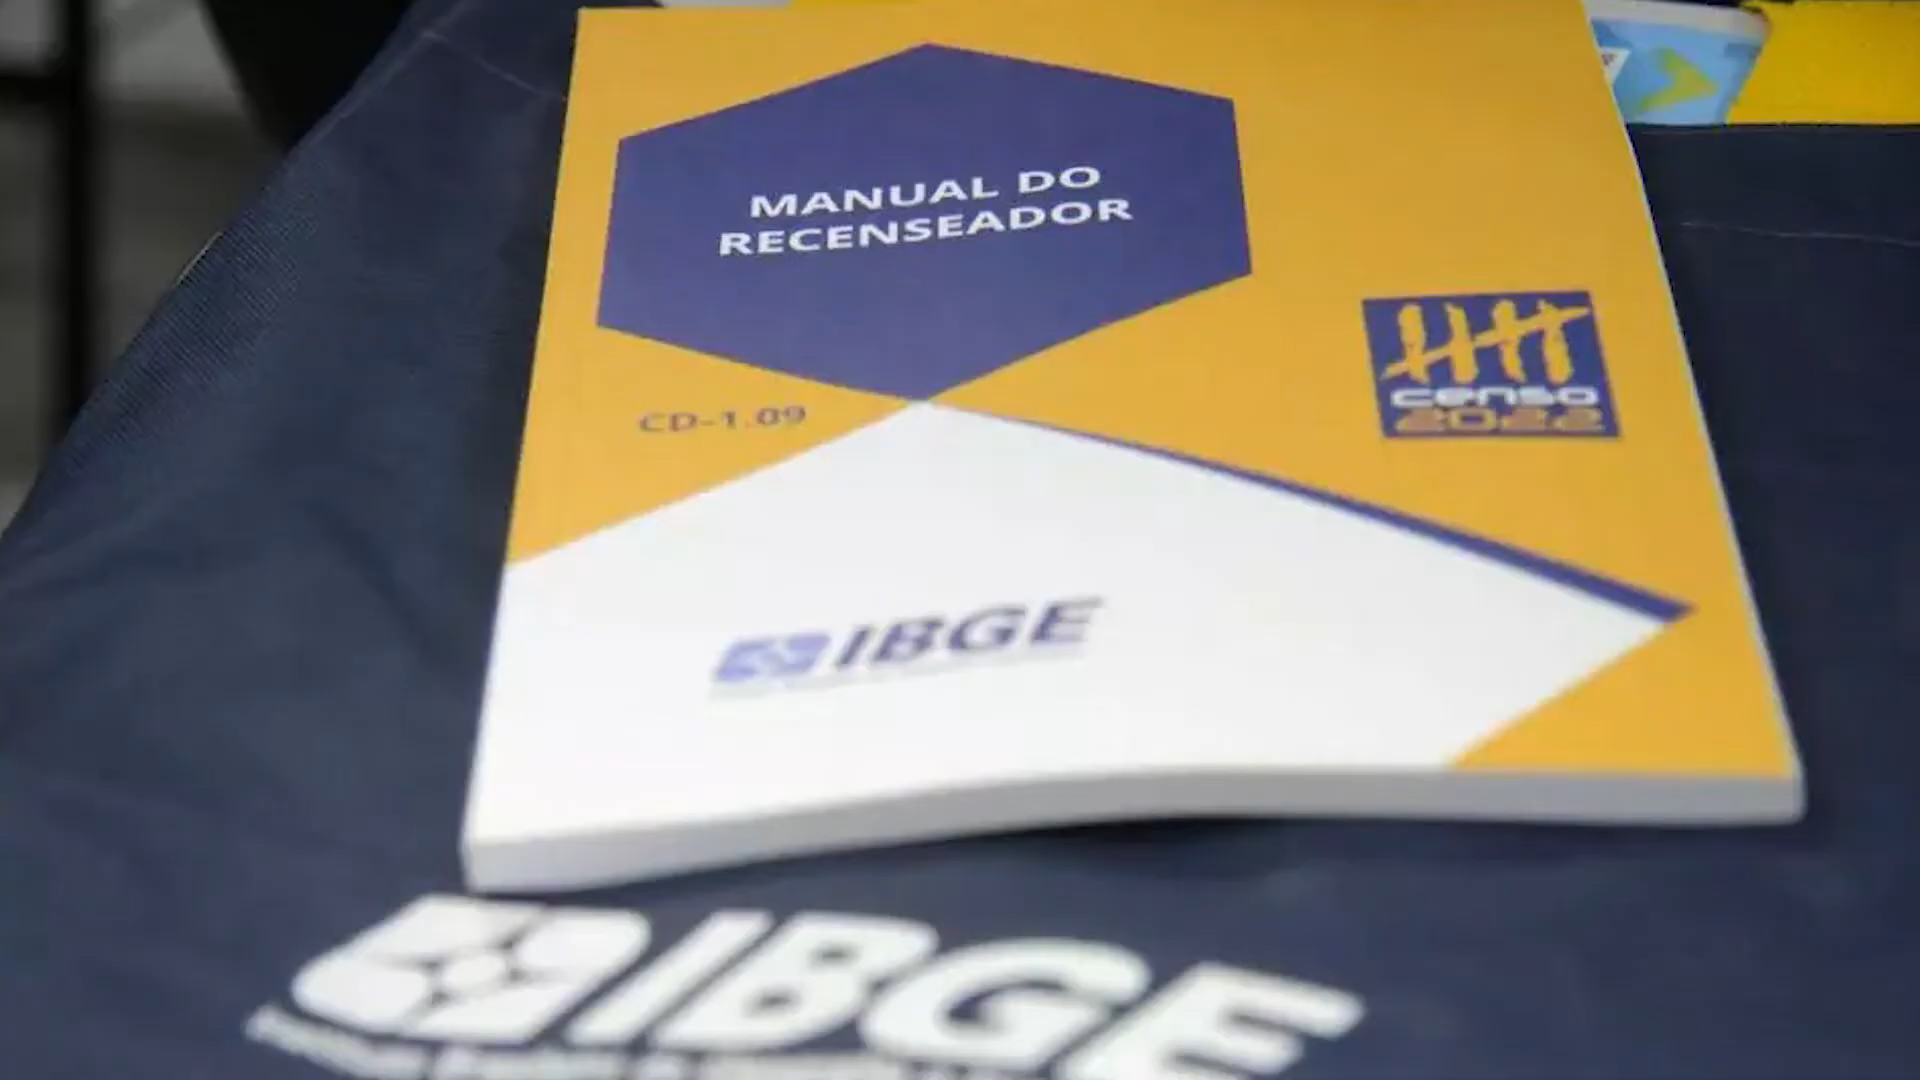 MANUAL DO
RECENSEADOR
censo
2022
CD-1.09
IBGE
IBGE